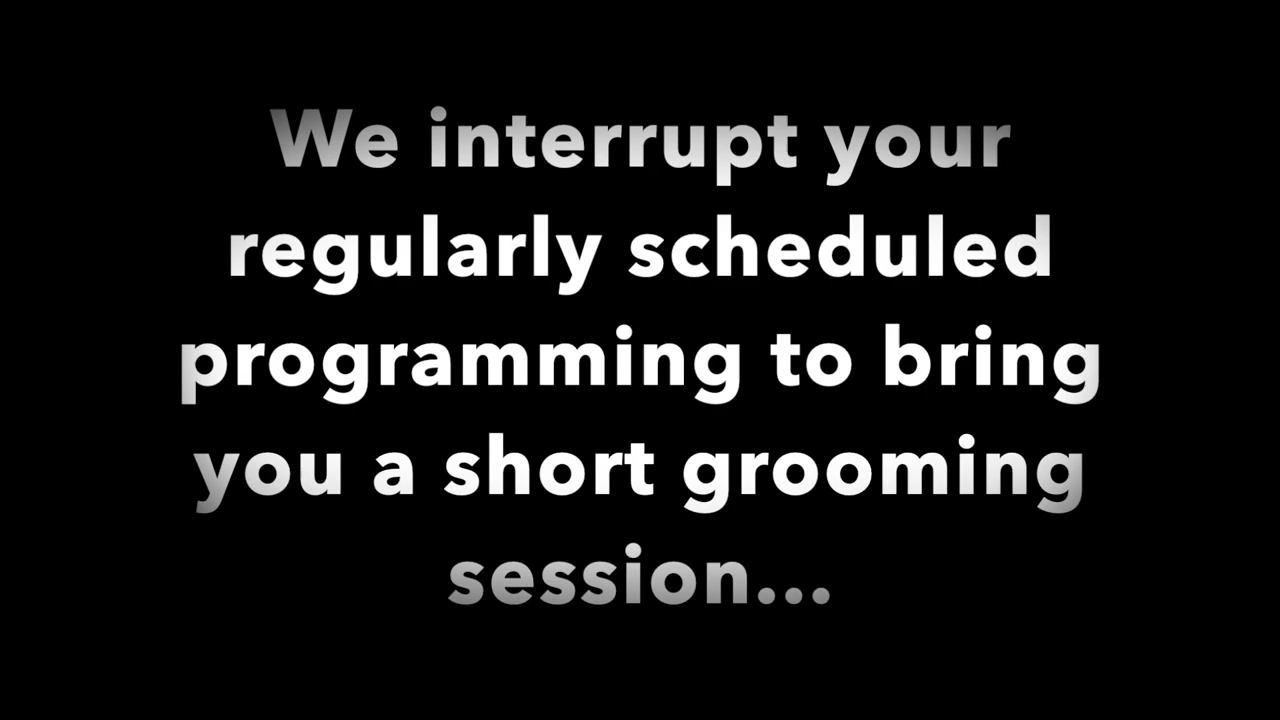 We interrupt your
regularly scheduled
programming to bring
you a short grooming
session...